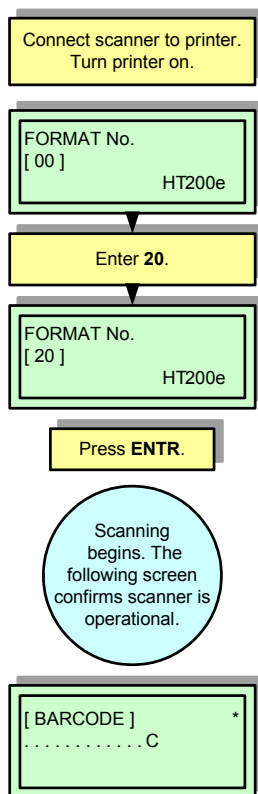 Connect scanner to printer.
Turn printer on.
FORMAT No.
[ 00 ]
HT200e
Enter 20.
FORMAT No.
[ 20 ]
HT200e
Press ENTR.
Scanning
begins. The
following screen
confirms scanner is
operational.
[ BARCODE ] *
. . . . . . . . . . . . C